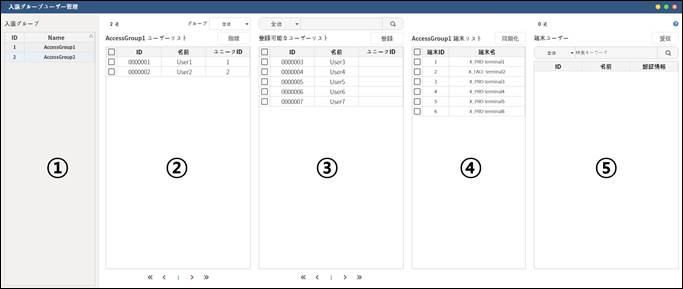 入退グループユーザー管理
入退グループ
ID Name
1 AccessGroup1
2 AccessGroup2
①
2 名 グループ 全体
AccessGroup1 ユーザーリスト 削除
ID 名前 ユニークID
0000001 User1 1
0000002 User2 2
②
1
全体
登録可能なユーザーリスト 登録
ID 名前 ユニークID
0000003 User3
0000004 User4
0000005 User5
0000006 User6
0000007 User7
③
1
AccessGroup1 端末リスト 同期化
端末ID 端末名
1 X_PRO terminal1
2 X_FACE terminal2
3 X_PRO terminal3
4 X_PRO terminal4
5 X_PRO terminal5
6 X_PRO terminal6
④
0 名
端末ユーザー 受信
全体 検索キーワード
ID 名前 認証情報
⑤